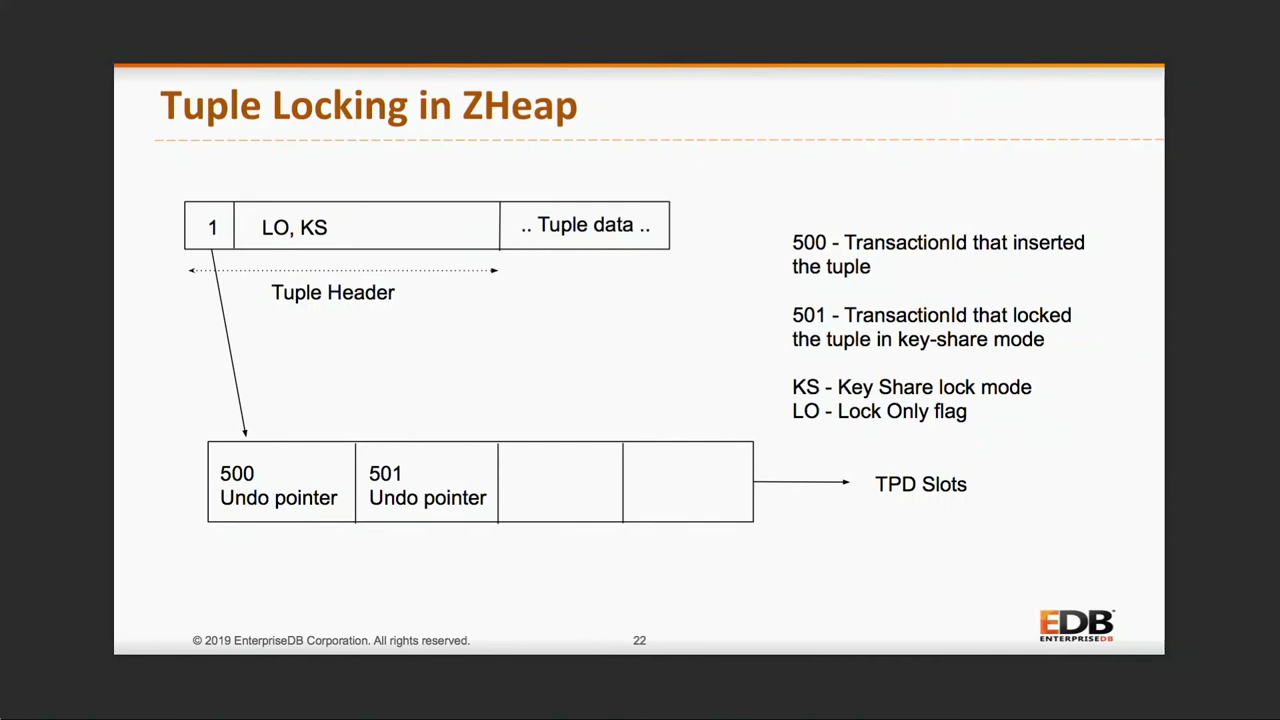 Tuple Locking in ZHeap
1
LO, KS
.. Tuple data ..
Tuple Header
500 - TransactionId that inserted
the tuple
501 - TransactionId that locked
the tuple in key-share mode
KS - Key Share lock mode
LO - Lock Only flag
500
Undo pointer
501
Undo pointer
TPD Slots
© 2019 EnterpriseDB Corporation. All rights reserved.
22
EDB
ENTERPRISEDB